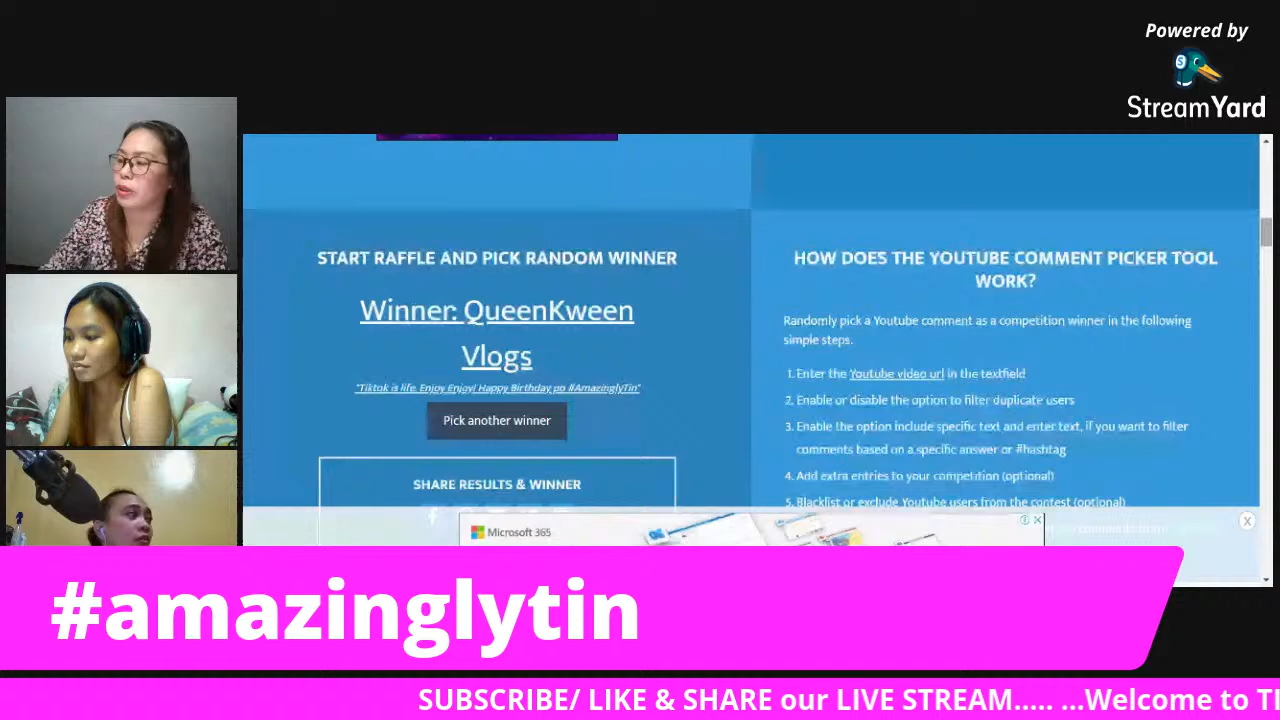 Powered by
StreamYard
START RAFFLE AND PICK RANDOM WINNER
Winner: QueenKween
Vlogs
"Tiktok is life. Enjoy Enjoy! Happy Birthday po #AmazinglyTin"
Pick another winner
SHARE RESULTS & WINNER
HOW DOES THE YOUTUBE COMMENT PICKER TOOL
WORK?
Randomly pick a Youtube comment as a competition winner in the following
simple steps.
1. Enter the Youtube video url in the textfield
2. Enable or disable the option to filter duplicate users
3. Enable the option include specific text and enter text, if you want to filter
comments based on a specific answer or #hashtag
4. Add extra entries to your competition (optional)
5. Blacklist or exclude Youtube users from the contest (optional)
Microsoft 365
#amazinglytin
SUBSCRIBE/ LIKE & SHARE our LIVE STREAM..... ...Welcome to